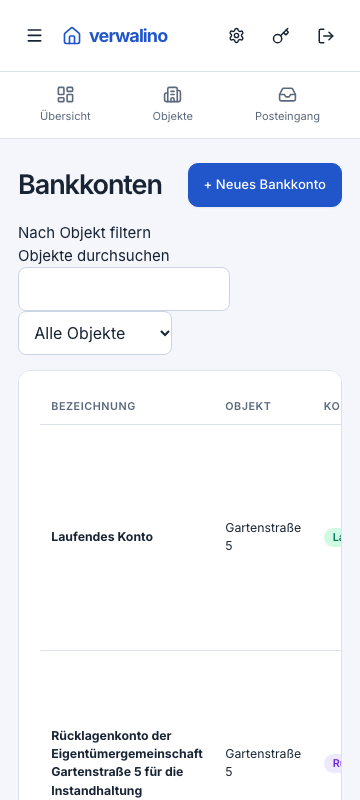 verwalino
Übersicht
Objekte
Posteingang
Bankkonten
+ Neues Bankkonto
Nach Objekt filtern
Objekte durchsuchen
Alle Objekte
BEZEICHNUNG
OBJEKT
KO
Laufendes Konto
Gartenstraße
5
Rücklagenkonto der
Eigentümergemeinschaft
Gartenstraße 5 für die
Instandhaltung
Gartenstraße
5